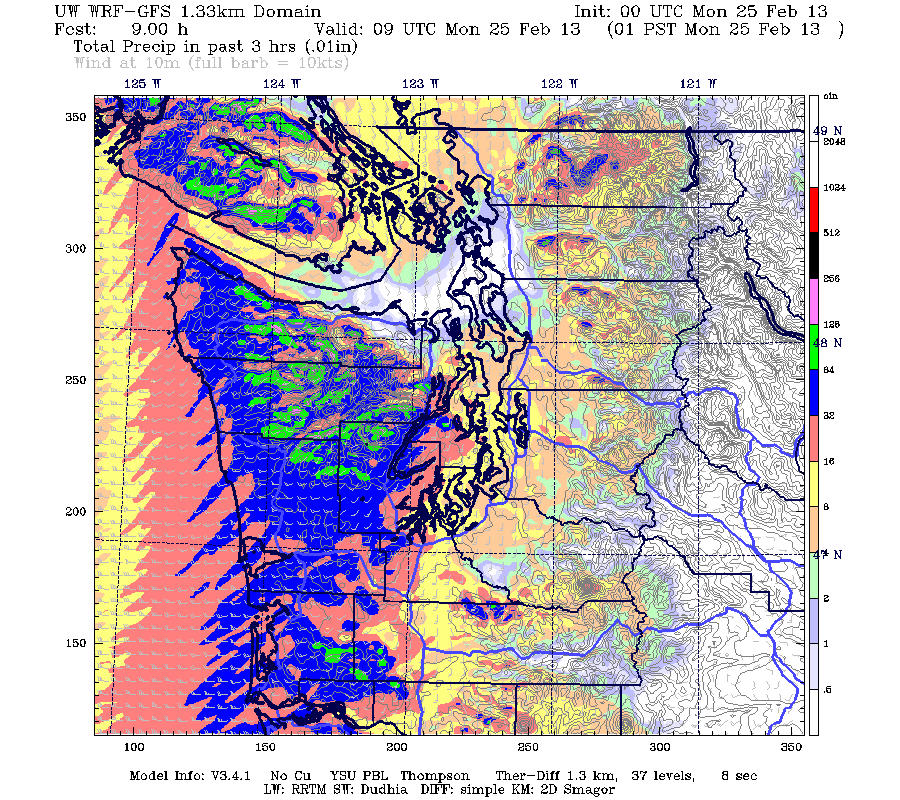 UW WRF-GFS 1.33km Domain Init: 00 UTC Mon 25 Feb 13
Fcst: 9.00 h Valid: 09 UTC Mon 25 Feb 13 (01 PST Mon 25 Feb 13 )
Total Precip in past 3 hrs (.01in)
Wind at 10m (full barb = 10kts)
125 W 124 W 123 W 122 W 121 W
oin
350
49 N
2048
1024
512
300
256
128
48 N
64
250
32
16
200
8
47 N
2
150
1
.5
100 150 200 250 300 350
Model Info: V3.4.1 No Cu YSU PBL Thompson Ther-Diff 1.3 km, 37 levels, 8 sec
LW: RRTM SW: Dudhia DIFF: simple KM: 2D Smagor